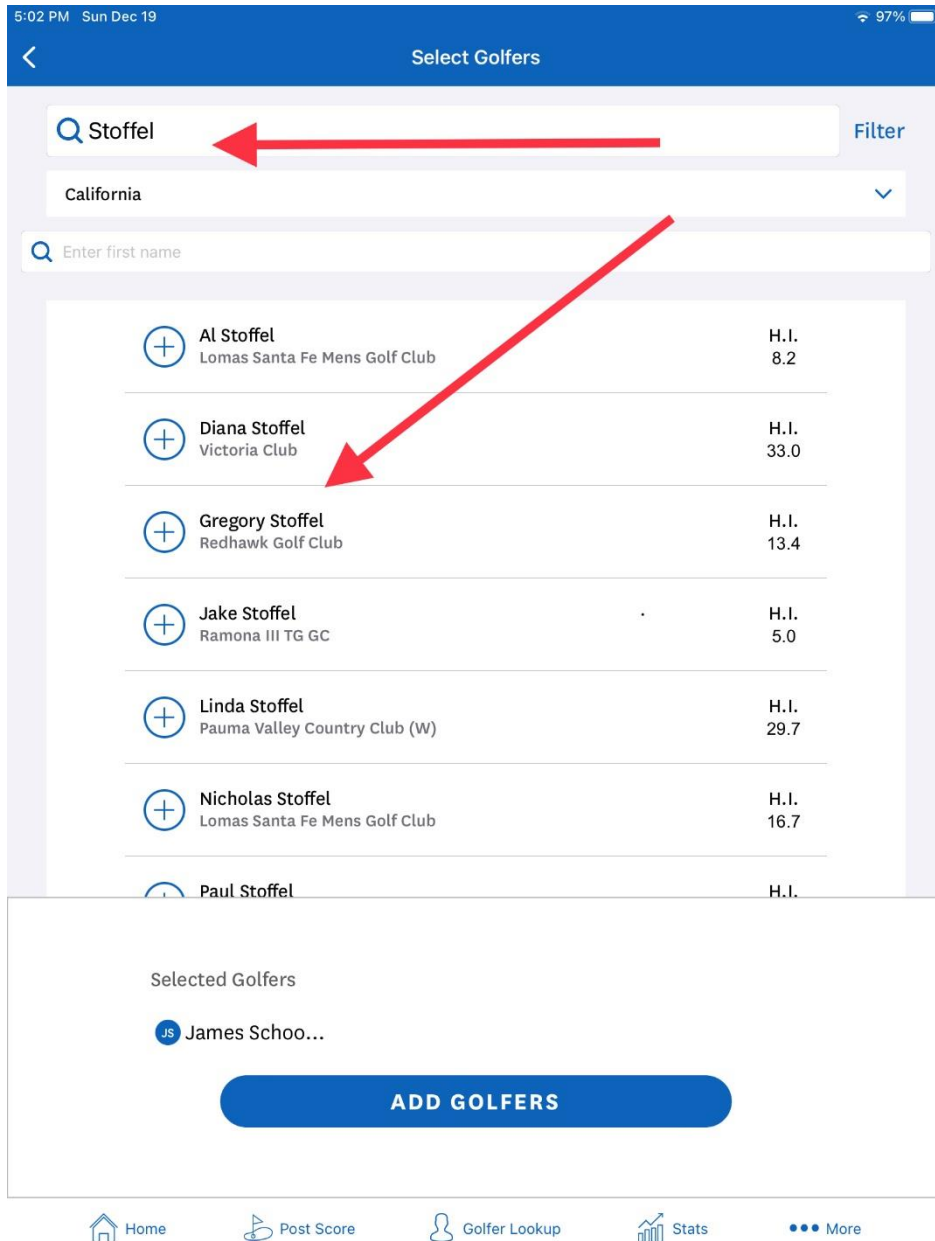 5:02 PM Sun Dec 19 97%
Select Golfers
Stoffel Filter
California
Enter first name
Al Stoffel H.I.
Lomas Santa Fe Mens Golf Club 8.2
Diana Stoffel H.I.
Victoria Club 33.0
Gregory Stoffel H.I.
Redhawk Golf Club 13.4
Jake Stoffel H.I.
Ramona III TG GC 5.0
Linda Stoffel H.I.
Pauma Valley Country Club (W) 29.7
Nicholas Stoffel H.I.
Lomas Santa Fe Mens Golf Club 16.7
Paul Stoffel H.I.
Selected Golfers
JS James Schoo...
ADD GOLFERS
Home Post Score Golfer Lookup Stats More